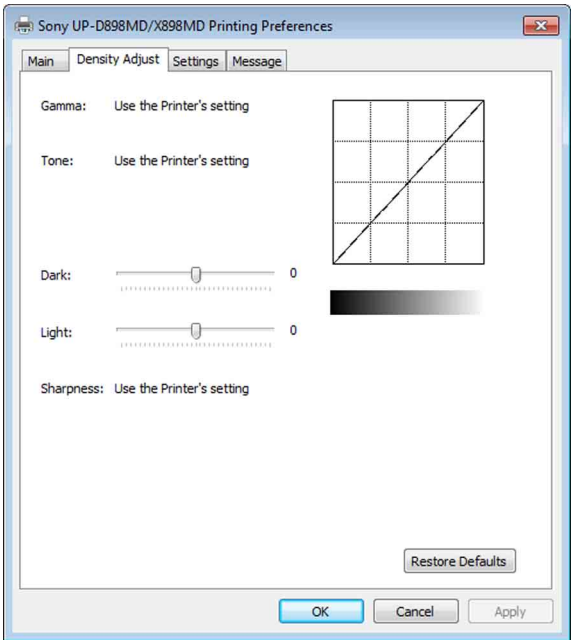 Sony UP-D898MD/X898MD Printing Preferences
Main Density Adjust Settings Message
Gamma: Use the Printer's setting
Tone: Use the Printer's setting
Dark: 0
Light: 0
Sharpness: Use the Printer's setting
Restore Defaults
OK Cancel Apply